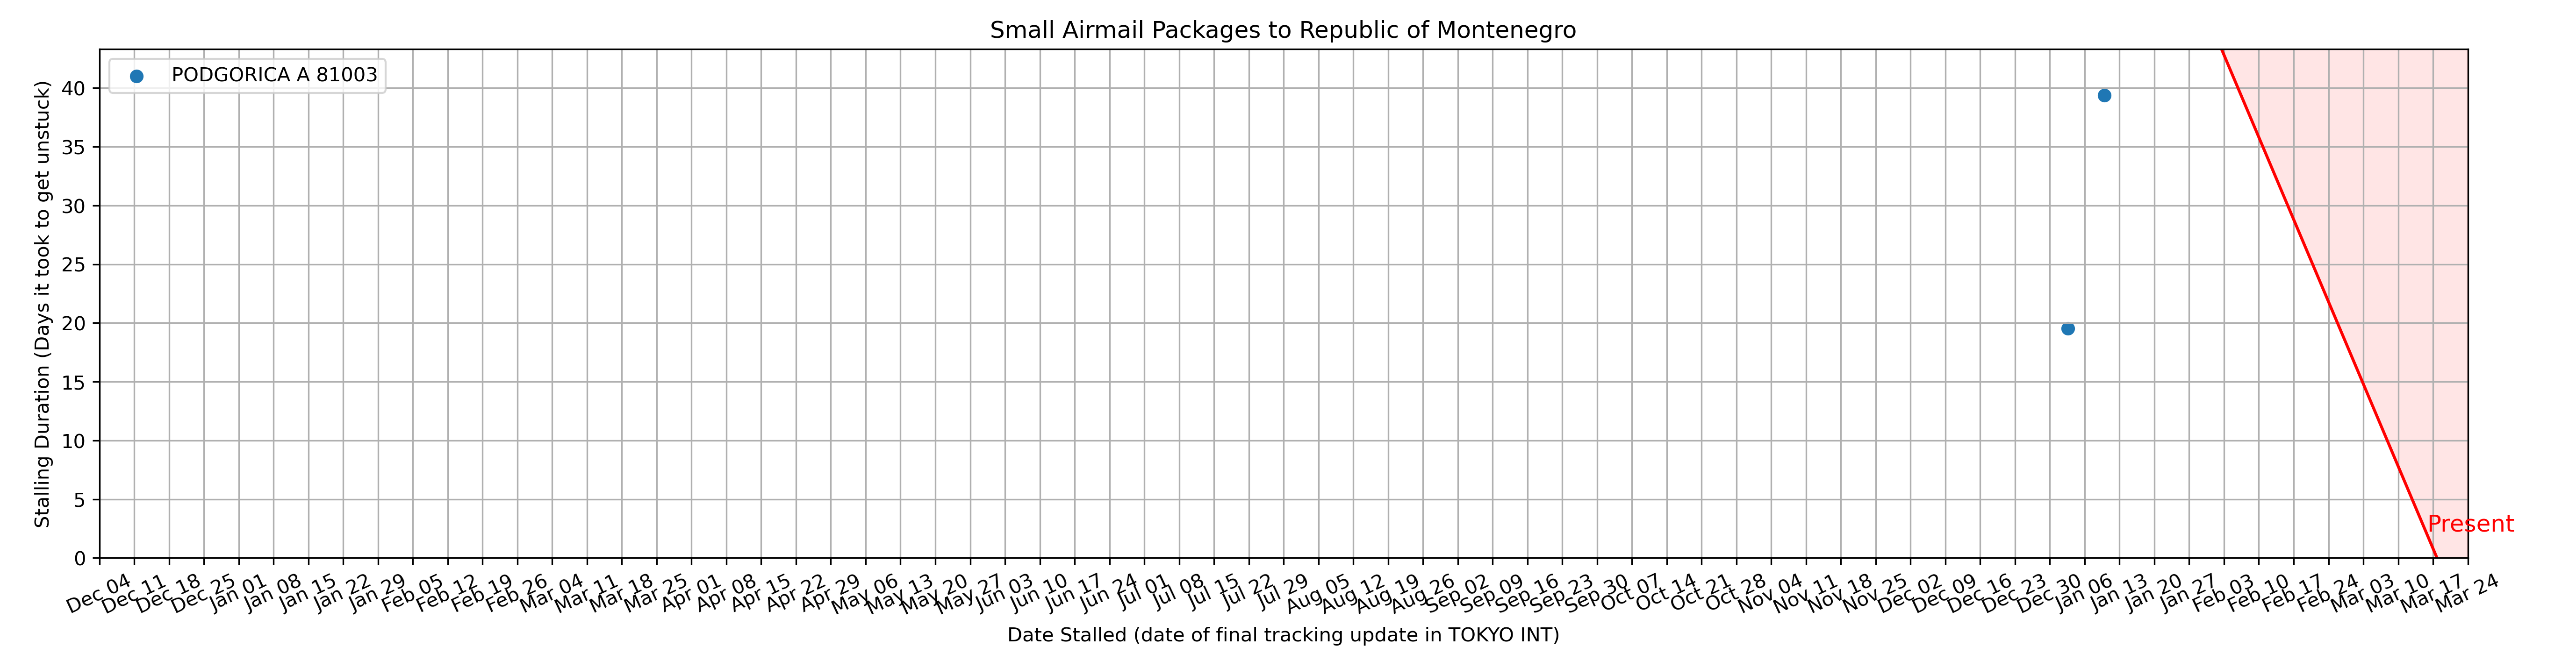 Small Airmail Packages to Republic of Montenegro
PODGORICA A 81003
Stalling Duration (Days it took to get unstuck)
40
35
30
25
20
15
10
5
0
Present
Dec 04 Dec 11 Dec 18 Dec 25 Jan 01 Jan 08 Jan 15 Jan 22 Jan 29 Feb 05 Feb 12 Feb 19 Feb 26 Mar 04 Mar 11 Mar 18 Mar 25 Apr 01 Apr 08 Apr 15 Apr 22 Apr 29 May 06 May 13 May 20 May 27 Jun 03 Jun 10 Jun 17 Jun 24 Jul 01 Jul 08 Jul 15 Jul 22 Jul 29 Aug 05 Aug 12 Aug 19 Aug 26 Sep 02 Sep 09 Sep 16 Sep 23 Sep 30 Oct 07 Oct 14 Oct 21 Oct 28 Nov 04 Nov 11 Nov 18 Nov 25 Dec 02 Dec 09 Dec 16 Dec 23 Dec 30 Jan 06 Jan 13 Jan 20 Jan 27 Feb 03 Feb 10 Feb 17 Feb 24 Mar 03 Mar 10 Mar 17 Mar 24
Date Stalled (date of final tracking update in TOKYO INT)